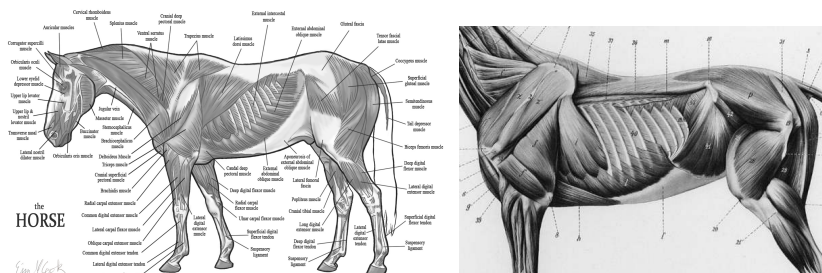 Cervical rhomboideus
muscle
Cranial deep
pectoral muscle
External intercostal
muscle
Splenius muscle
External abdominal
oblique muscle
Gluteal fascia
Auricular muscles
Ventral serratus
muscle
Trapezius muscle
Latissimus
dorsi muscle
Tensor fascial
latae muscle
Corrugator supercilii
muscle
Coccygeus
muscle
Orbicularis oculi
muscle
Superficial
gluteal muscle
Lower eyelid
depressor muscle
Semitendinosus
muscle
Upper lip levator
muscle
Jugular vein
Tail depressor
muscle
Upper lip &
nostril
levator muscle
Masseter muscle
Sternocephalicus
muscle
Transverse nasal
muscle
Buccinator
muscle
Brachiocephalicus
muscle
Biceps femoris muscle
Lateral nostril
dilator muscle
Orbicularis oris muscle
Deltoideus Muscle
Triceps muscle
Deep digital
flexor muscle
Cranial superficial
pectoral muscle
Caudal deep
pectoral muscle
External
abdominal
oblique muscle
Aponeurosis of
external abdominal
oblique muscle
Lateral femoral
fascia
Lateral digital
extensor muscle
Brachialis muscle
Deep digital flexor muscle
Popliteus muscle
Radial carpal extensor muscle
Radial carpal
flexor muscle
Cranial tibial muscle
the
HORSE
Common digital extensor muscle
Lateral
digital
extensor
muscle
Ulnar carpal flexor muscle
Long digital
extensor muscle
Superficial digital
flexor tendon
Lateral carpal flexor muscle
Superficial digital
flexor tendon
Deep digital
flexor tendon
Lateral
digital
extensor
tendon
Oblique carpal extensor muscle
Suspensory
ligament
Suspensory
ligament
Common digital extensor tendon
Suspensory
ligament
Lateral digital extensor tendon